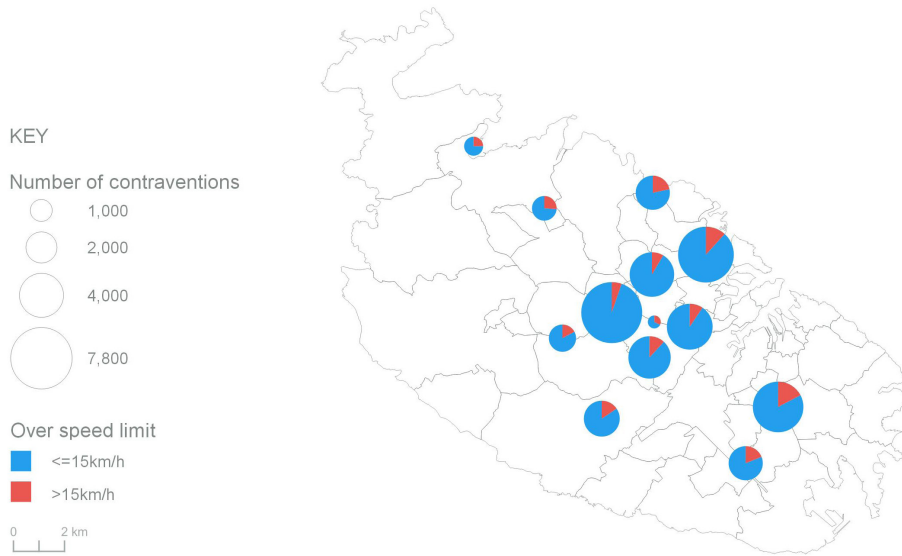 KEY
Number of contraventions
1,000
2,000
4,000
7,800
Over speed limit
<=15km/h
>15km/h
0 2 km